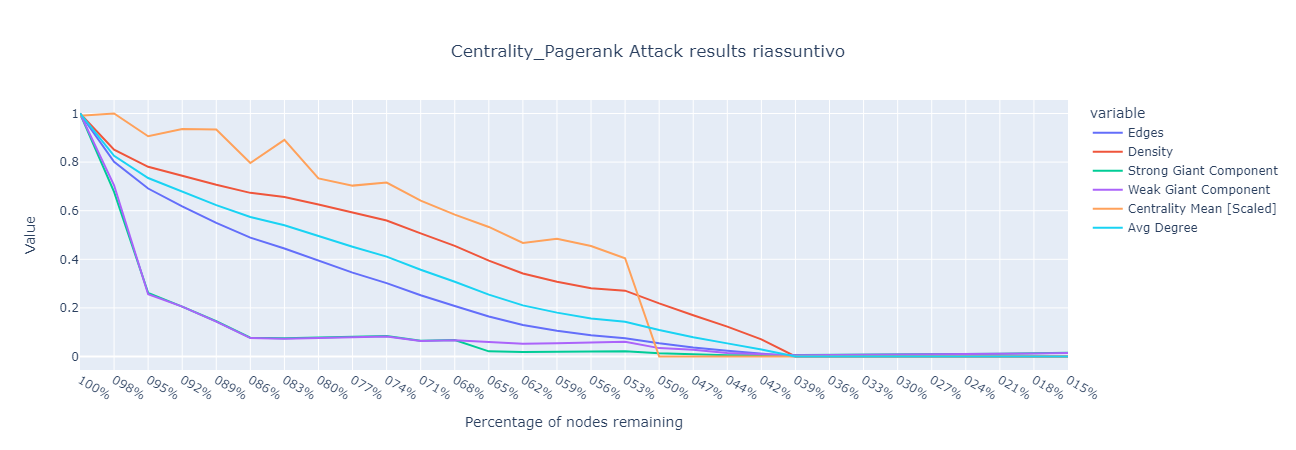 Centrality_Pagerank Attack results riassuntivo
variable
Edges
Density
Strong Giant Component
Weak Giant Component
Centrality Mean [Scaled]
Avg Degree
Value
1
0.8
0.6
0.4
0.2
0
100% 098% 095% 092% 089% 086% 083% 080% 077% 074% 071% 068% 065% 062% 059% 056% 053% 050% 047% 044% 042% 039% 036% 033% 030% 027% 024% 021% 018% 015%
Percentage of nodes remaining